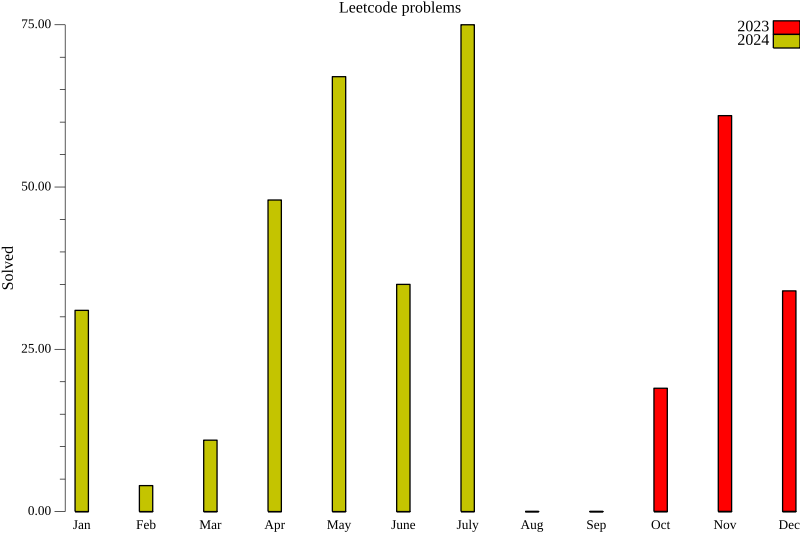 Leetcode problems
2023
2024
75.00
50.00
25.00
0.00
Solved
Jan Feb Mar Apr May June July Aug Sep Oct Nov Dec